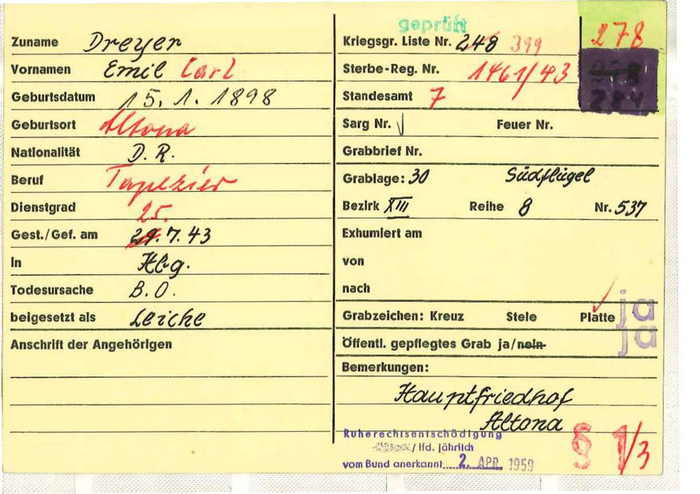 geprüft
278
Zuname Dreyer
Vornamen Emil Carl
Geburtsdatum 15.1.1898
Geburtsort Altona
Nationalität D.R.
Beruf Tapezier
Dienstgrad
25.
Gest./Gef. am 29.7.43
In Hbg.
Todesursache B.O.
beigesetzt als Leiche
Anschrift der Angehörigen
Kriegsgr. Liste Nr. 248 399
Sterbe-Reg. Nr. 1461/43
Standesamt 7
Sarg Nr. Feuer Nr.
Grabbrief Nr.
Grablage: 30 Südflügel
Bezirk XIII Reihe 8 Nr. 537
Exhumiert am
von
nach
Grabzeichen: Kreuz Stele Platte ja
Öffentl. gepflegtes Grab ja/nein ja
Bemerkungen:
Hauptfriedhof
Altona
Ruherechtsentschädigung
/ lfd. jährlich
vom Bund anerkannt 2. APR. 1959
§ 1/3